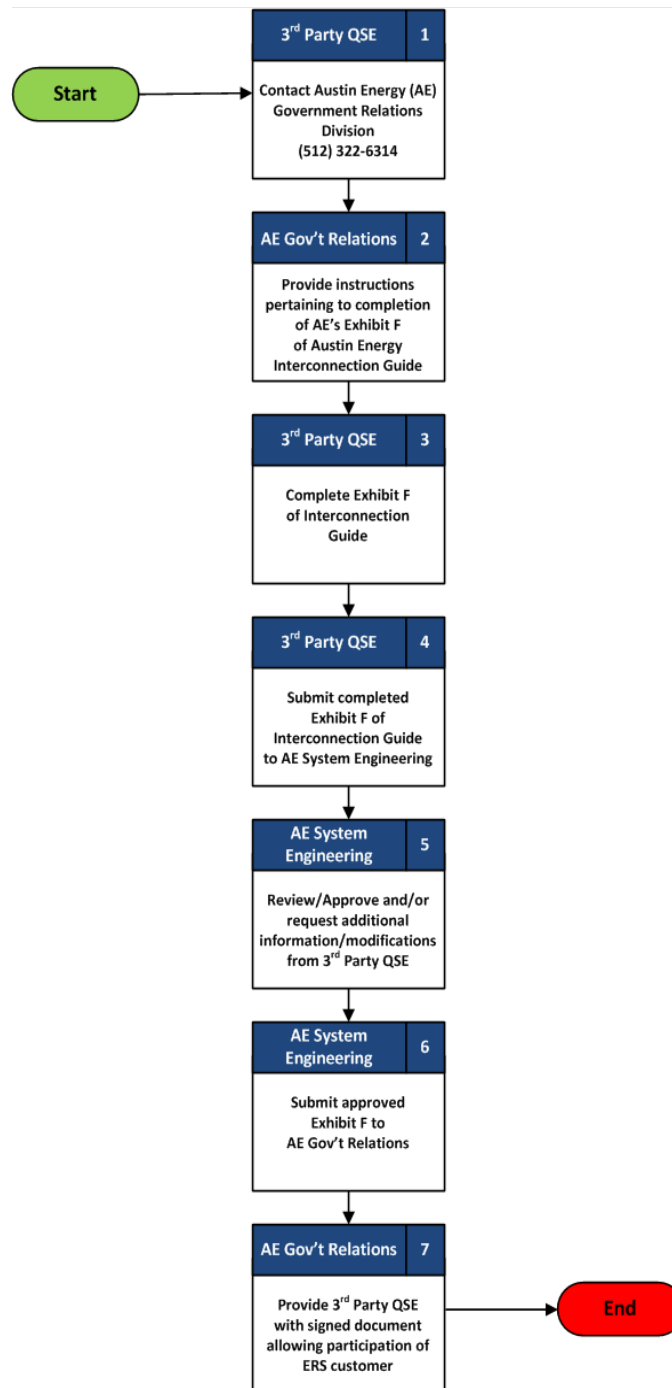 3rd Party QSE 1
Start
Contact Austin Energy (AE)
Government Relations
Division
(512) 322-6314
AE Gov't Relations 2
Provide instructions
pertaining to completion
of AE's Exhibit F
of Austin Energy
Interconnection Guide
3rd Party QSE 3
Complete Exhibit F
of Interconnection
Guide
3rd Party QSE 4
Submit completed
Exhibit F of
Interconnection Guide
to AE System Engineering
AE System
Engineering 5
Review/Approve and/or
request additional
information/modifications
from 3rd Party QSE
AE System
Engineering 6
Submit approved
Exhibit F to
AE Gov't Relations
AE Gov't Relations 7
Provide 3rd Party QSE
with signed document
allowing participation of
ERS customer
End